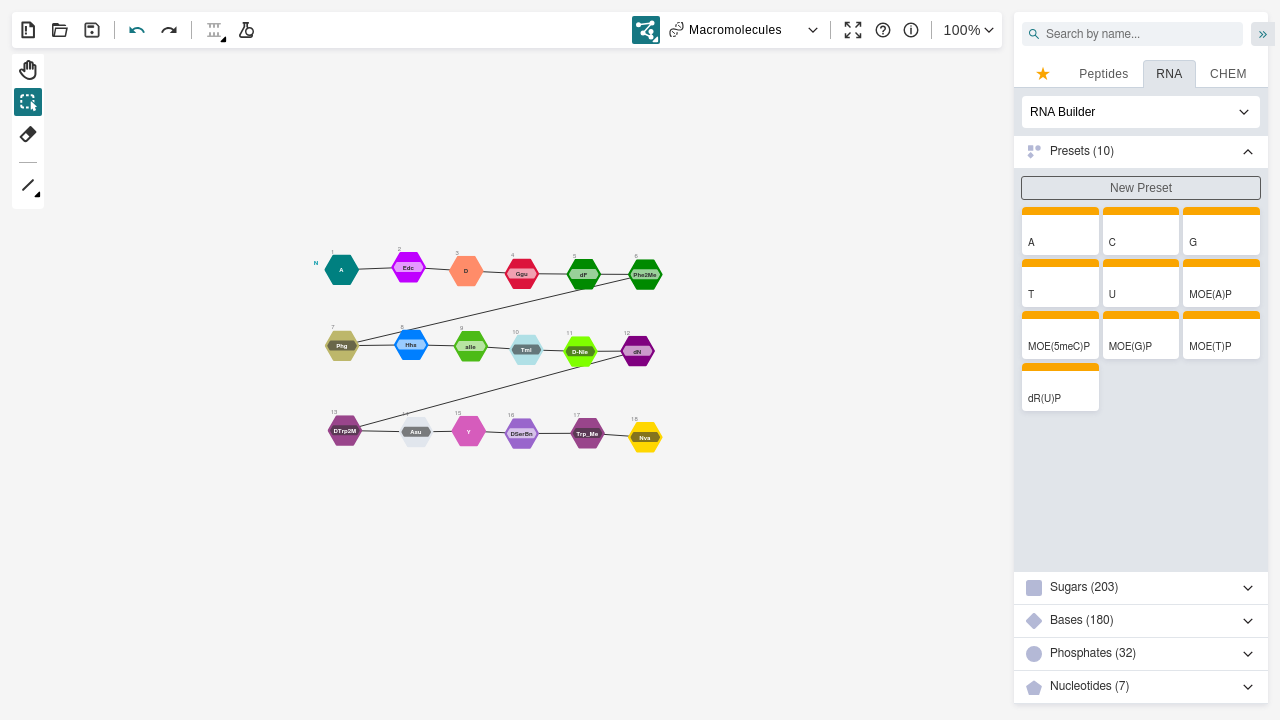 Macromolecules
100%
Search by name...
Peptides
RNA
CHEM
RNA Builder
Presets (10)
New Preset
A
C
G
T
U
MOE(A)P
MOE(5meC)P
MOE(G)P
MOE(T)P
dR(U)P
Sugars (203)
Bases (180)
Phosphates (32)
Nucleotides (7)
1 2 3 4 5 6
N A Edc D Ggu dF Phe2Me
7 8 9 10 11 12
Phg Hhs aIle Tml D-Nle dN
13 14 15 16 17 18
DTrp2M Asu Y DSerBn Trp_Me Nva